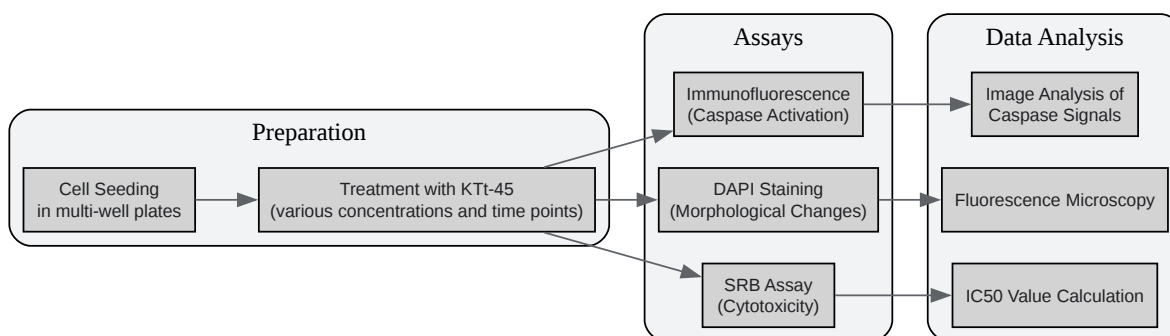 Preparation
Cell Seeding
in multi-well plates
Treatment with KTt-45
(various concentrations and time points)
Assays
Immunofluorescence
(Caspase Activation)
DAPI Staining
(Morphological Changes)
SRB Assay
(Cytotoxicity)
Data Analysis
Image Analysis of
Caspase Signals
Fluorescence Microscopy
IC50 Value Calculation